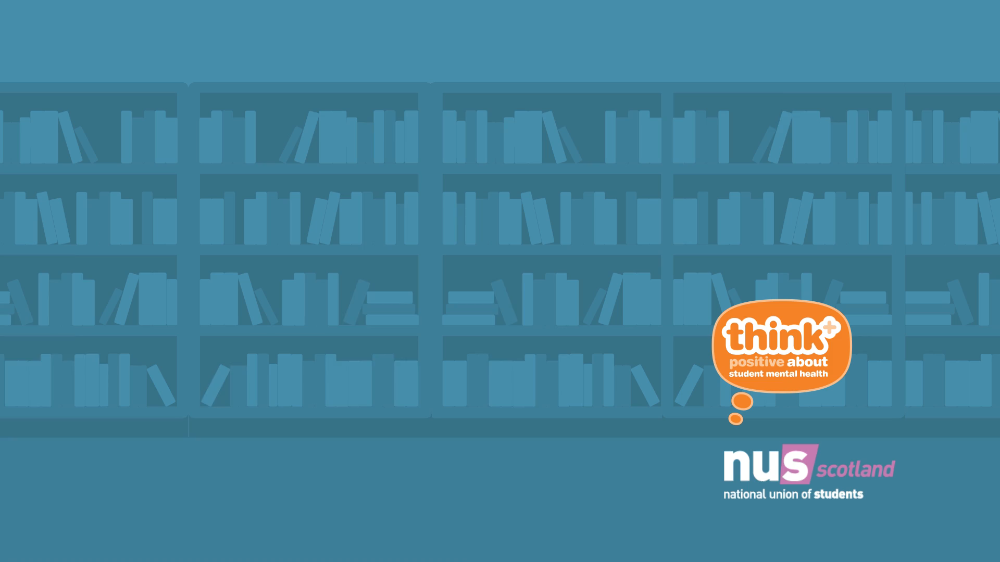 think+
positive about
student mental health
nus scotland
national union of students